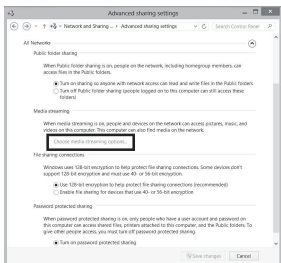 Advanced sharing settings
« Network and Sharing ... › Advanced sharing settings
Search Control Panel
All Networks
Public folder sharing
When Public folder sharing is on, people on the network, including homegroup members, can
access files in the Public folders.
Turn on sharing so anyone with network access can read and write files in the Public folders
Turn off Public folder sharing (people logged on to this computer can still access these
folders)
Media streaming
When media streaming is on, people and devices on the network can access pictures, music, and
videos on this computer. This computer can also find media on the network.
Choose media streaming options...
File sharing connections
Windows uses 128-bit encryption to help protect file sharing connections. Some devices don't
support 128-bit encryption and must use 40- or 56-bit encryption.
Use 128-bit encryption to help protect file sharing connections (recommended)
Enable file sharing for devices that use 40- or 56-bit encryption
Password protected sharing
When password protected sharing is on, only people who have a user account and password on
this computer can access shared files, printers attached to this computer, and the Public folders. To
give other people access, you must turn off password protected sharing.
Turn on password protected sharing
Save changes
Cancel